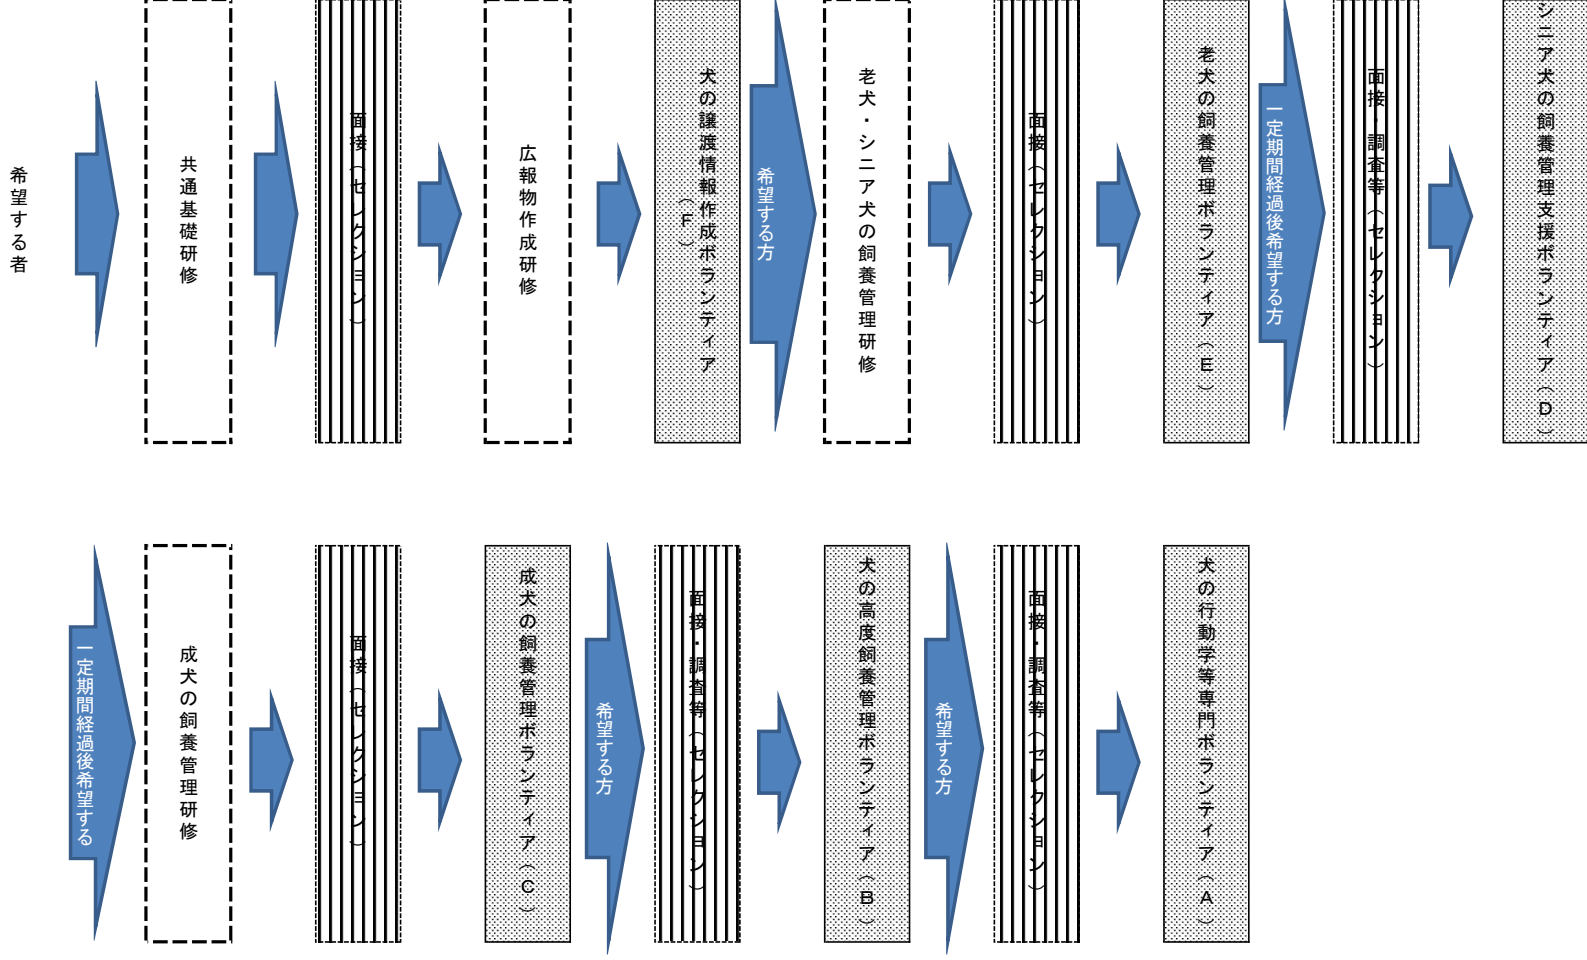 希望する者
共通基礎研修
面接（セレクション）
広報物作成研修
犬の譲渡情報作成ボランティア
（Ｆ）
希望する方
老犬・シニア犬の飼養管理研修
面接（セレクション）
老犬の飼養管理ボランティア（Ｅ）
一定期間経過後希望する方
面接・調査等（セレクション）
シニア犬の飼養管理支援ボランティア（Ｄ）
一定期間経過後希望する
成犬の飼養管理研修
面接（セレクション）
成犬の飼養管理ボランティア（Ｃ）
希望する方
面接・調査等（セレクション）
犬の高度飼養管理ボランティア（Ｂ）
希望する方
面接・調査等（セレクション）
犬の行動学等専門ボランティア（Ａ）